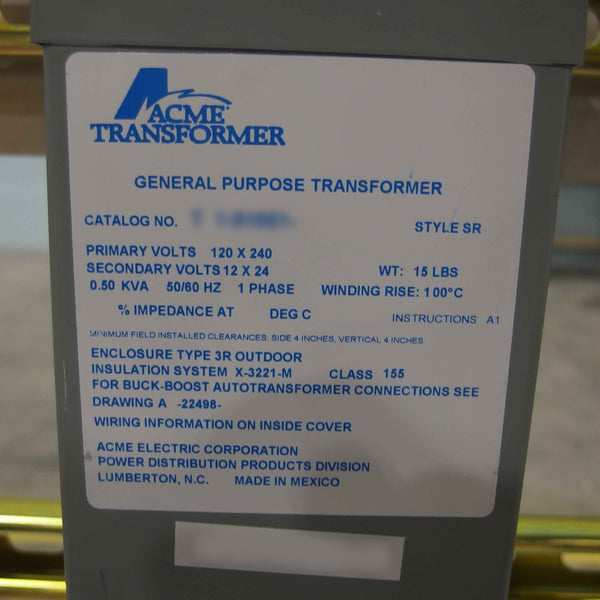 ACME
TRANSFORMER
GENERAL PURPOSE TRANSFORMER
CATALOG NO.
STYLE SR
PRIMARY VOLTS 120 X 240
SECONDARY VOLTS 12 X 24 WT: 15 LBS
0.50 KVA 50/60 HZ 1 PHASE WINDING RISE: 100°C
% IMPEDANCE AT DEG C INSTRUCTIONS A1
MINIMUM FIELD INSTALLED CLEARANCES: SIDE 4 INCHES, VERTICAL 4 INCHES
ENCLOSURE TYPE 3R OUTDOOR
INSULATION SYSTEM X-3221-M CLASS 155
FOR BUCK-BOOST AUTOTRANSFORMER CONNECTIONS SEE
DRAWING A -22498-
WIRING INFORMATION ON INSIDE COVER
ACME ELECTRIC CORPORATION
POWER DISTRIBUTION PRODUCTS DIVISION
LUMBERTON, N.C. MADE IN MEXICO